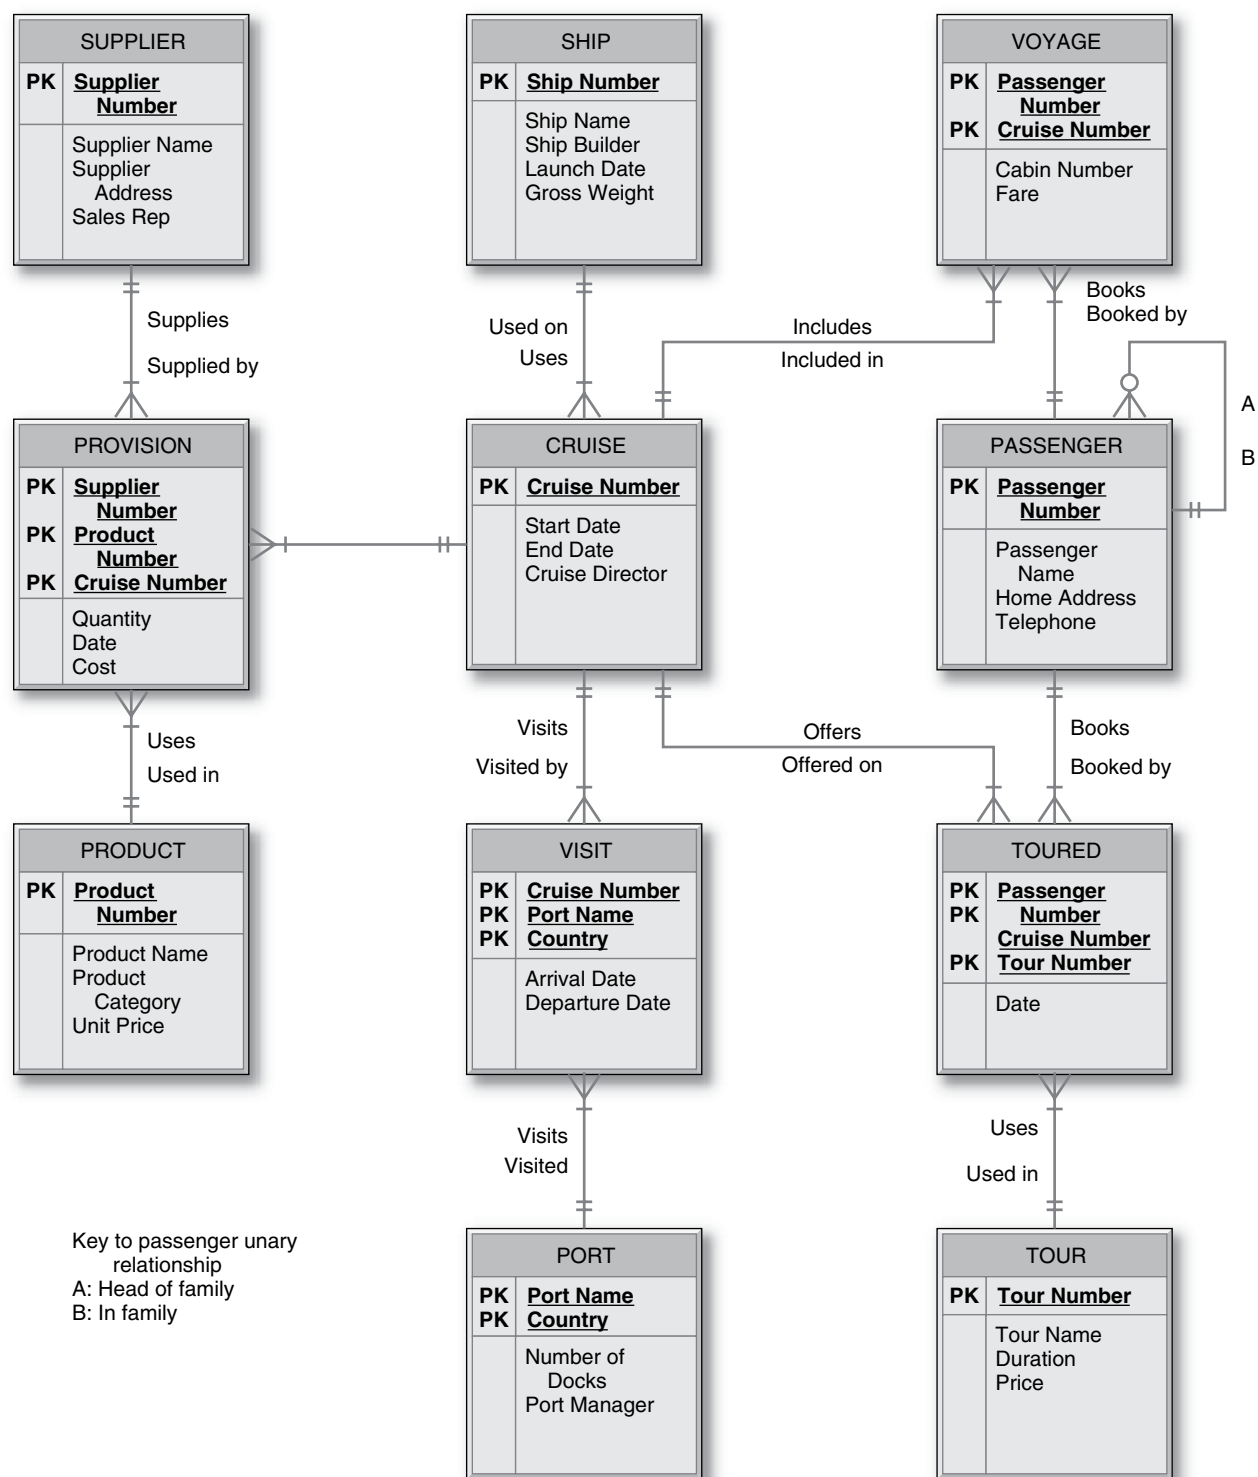 SUPPLIER
PK Supplier
Number
Supplier Name
Supplier
Address
Sales Rep
SHIP
PK Ship Number
Ship Name
Ship Builder
Launch Date
Gross Weight
VOYAGE
PK Passenger
Number
PK Cruise Number
Cabin Number
Fare
Supplies
Supplied by
Used on
Uses
Includes
Included in
Books
Booked by
A
B
PROVISION
PK Supplier
Number
PK Product
Number
PK Cruise Number
Quantity
Date
Cost
CRUISE
PK Cruise Number
Start Date
End Date
Cruise Director
PASSENGER
PK Passenger
Number
Passenger
Name
Home Address
Telephone
Uses
Used in
Visits
Visited by
Offers
Offered on
Books
Booked by
PRODUCT
PK Product
Number
Product Name
Product
Category
Unit Price
VISIT
PK Cruise Number
PK Port Name
PK Country
Arrival Date
Departure Date
TOURED
PK Passenger
PK Number
Cruise Number
PK Tour Number
Date
Visits
Visited
Uses
Used in
Key to passenger unary
relationship
A: Head of family
B: In family
PORT
PK Port Name
PK Country
Number of
Docks
Port Manager
TOUR
PK Tour Number
Tour Name
Duration
Price